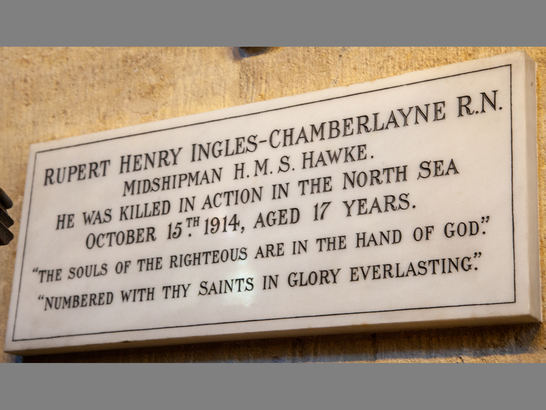 RUPERT HENRY INGLES-CHAMBERLAYNE R.N.
MIDSHIPMAN H.M.S. HAWKE.
HE WAS KILLED IN ACTION IN THE NORTH SEA
OCTOBER 15TH. 1914, AGED 17 YEARS.
"THE SOULS OF THE RIGHTEOUS ARE IN THE HAND OF GOD."
"NUMBERED WITH THY SAINTS IN GLORY EVERLASTING."